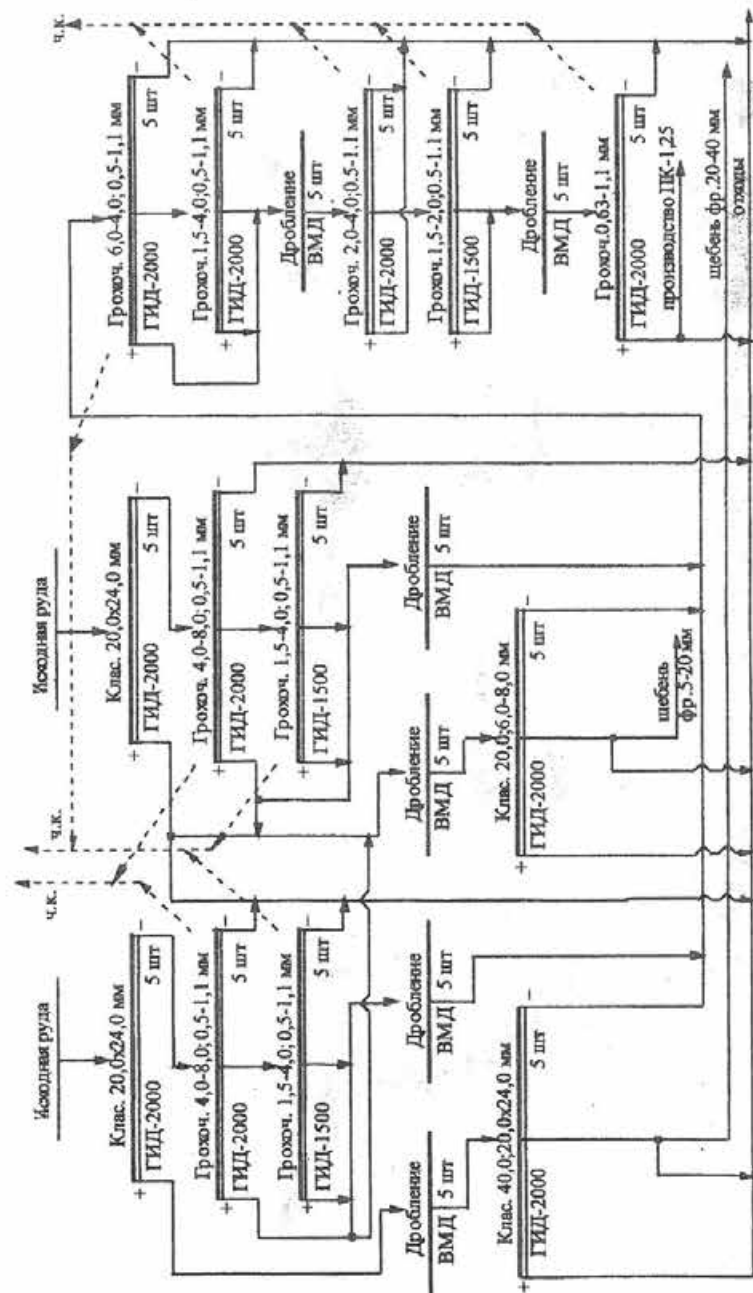 Исходная руда
Клас. 20,0х24,0 мм
+ –
ГИД-2000 5 шт
ч.к.
Грохоч. 4,0-8,0; 0,5-1,1 мм
+ –
ГИД-2000 5 шт
Грохоч. 1,5-4,0; 0,5-1,1 мм
+ –
ГИД-1500 5 шт
Дробление
ВМД 5 шт
Дробление
ВМД 5 шт
Клас. 40,0;20,0х24,0 мм
+ –
ГИД-2000 5 шт
Исходная руда
ч.к.
Клас. 20,0х24,0 мм
+ –
ГИД-2000 5 шт
Грохоч. 4,0-8,0; 0,5-1,1 мм
+ –
ГИД-2000 5 шт
Грохоч. 1,5-4,0; 0,5-1,1 мм
+ –
ГИД-1500 5 шт
Дробление
ВМД 5 шт
Дробление
ВМД 5 шт
Клас. 20,0;6,0-8,0 мм
+ –
ГИД-2000 5 шт
щебень
фр.5-20 мм
ч.к.
Грохоч. 6,0-4,0; 0,5-1,1 мм
+ –
ГИД-2000 5 шт
Грохоч.1,5-4,0;0,5-1,1 мм
+ –
ГИД-2000 5 шт
Дробление
ВМД 5 шт
Грохоч. 2,0-4,0;0.5-1.1 мм
+ –
ГИД-2000 5 шт
Грохоч.1,5-2,0;0.5-1.1 мм
+ –
ГИД-1500 5 шт
Дробление
ВМД 5 шт
Грохоч.0,63-1,1 мм
+ –
ГИД-2000 5 шт
производство ПК-1,25
щебень фр.20-40 мм
отходы